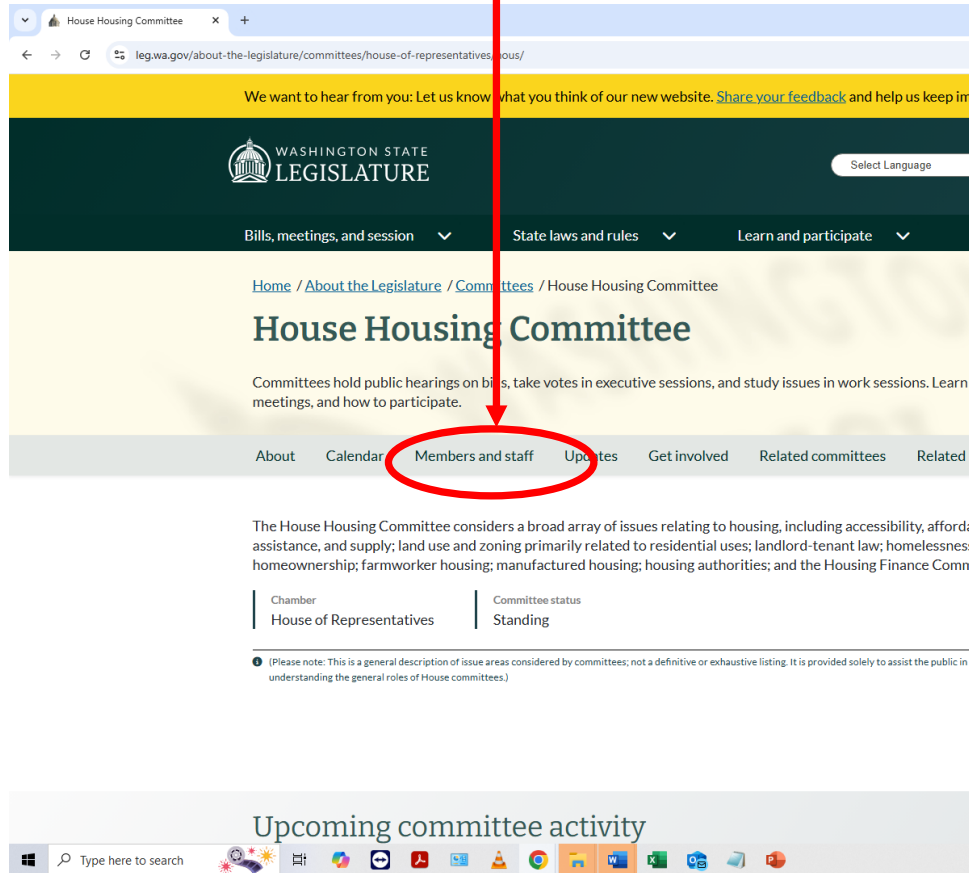 House Housing Committee
leg.wa.gov/about-the-legislature/committees/house-of-representatives/hous/
We want to hear from you: Let us know what you think of our new website. Share your feedback and help us keep im
WASHINGTON STATE
LEGISLATURE
Select Language
Bills, meetings, and session
State laws and rules
Learn and participate
Home / About the Legislature / Committees / House Housing Committee
House Housing Committee
Committees hold public hearings on bills, take votes in executive sessions, and study issues in work sessions. Learn
meetings, and how to participate.
About Calendar Members and staff Updates Get involved Related committees Related
The House Housing Committee considers a broad array of issues relating to housing, including accessibility, afforda
assistance, and supply; land use and zoning primarily related to residential uses; landlord-tenant law; homelessness
homeownership; farmworker housing; manufactured housing; housing authorities; and the Housing Finance Comm
Chamber
House of Representatives
Committee status
Standing
(Please note: This is a general description of issue areas considered by committees; not a definitive or exhaustive listing. It is provided solely to assist the public in
understanding the general roles of House committees.)
Upcoming committee activity
Type here to search